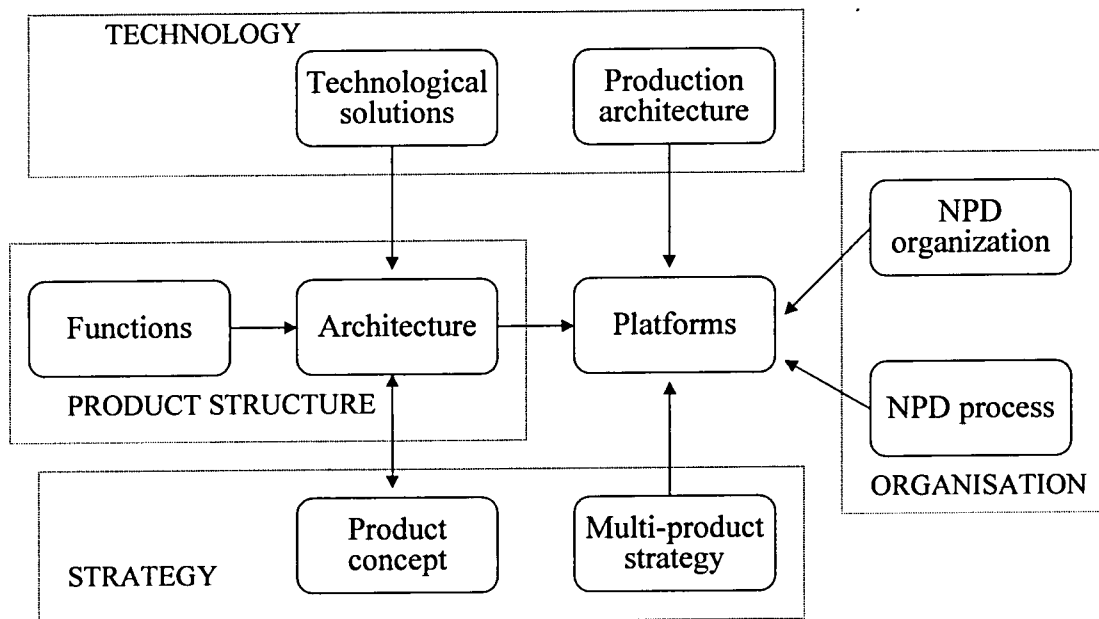 TECHNOLOGY
Technological
solutions
Production
architecture
NPD
organization
Functions
Architecture
Platforms
PRODUCT STRUCTURE
NPD process
ORGANISATION
Product
concept
Multi-product
strategy
STRATEGY